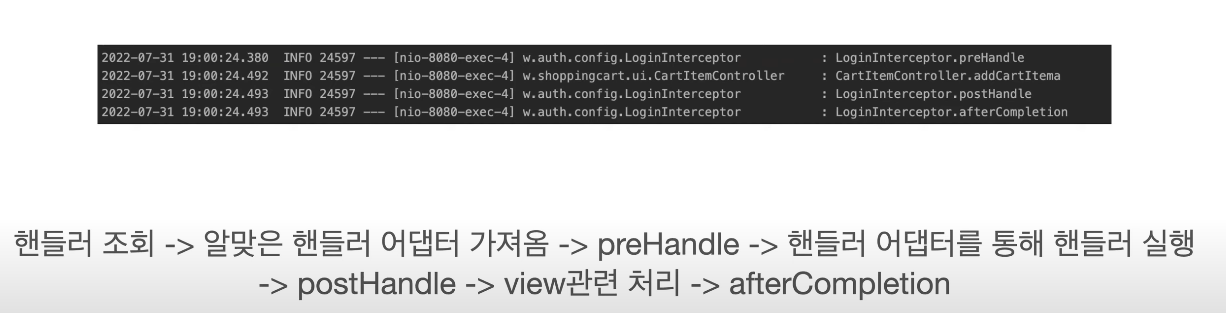 2022-07-31 19:00:24.380  INFO 24597 --- [nio-8080-exec-4] w.auth.config.LoginInterceptor           : LoginInterceptor.preHandle
2022-07-31 19:00:24.492  INFO 24597 --- [nio-8080-exec-4] w.shoppingcart.ui.CartItemController     : CartItemController.addCartItema
2022-07-31 19:00:24.493  INFO 24597 --- [nio-8080-exec-4] w.auth.config.LoginInterceptor           : LoginInterceptor.postHandle
2022-07-31 19:00:24.493  INFO 24597 --- [nio-8080-exec-4] w.auth.config.LoginInterceptor           : LoginInterceptor.afterCompletion
핸들러 조회 -> 알맞은 핸들러 어댑터 가져옴 -> preHandle -> 핸들러 어댑터를 통해 핸들러 실행
-> postHandle -> view관련 처리 -> afterCompletion